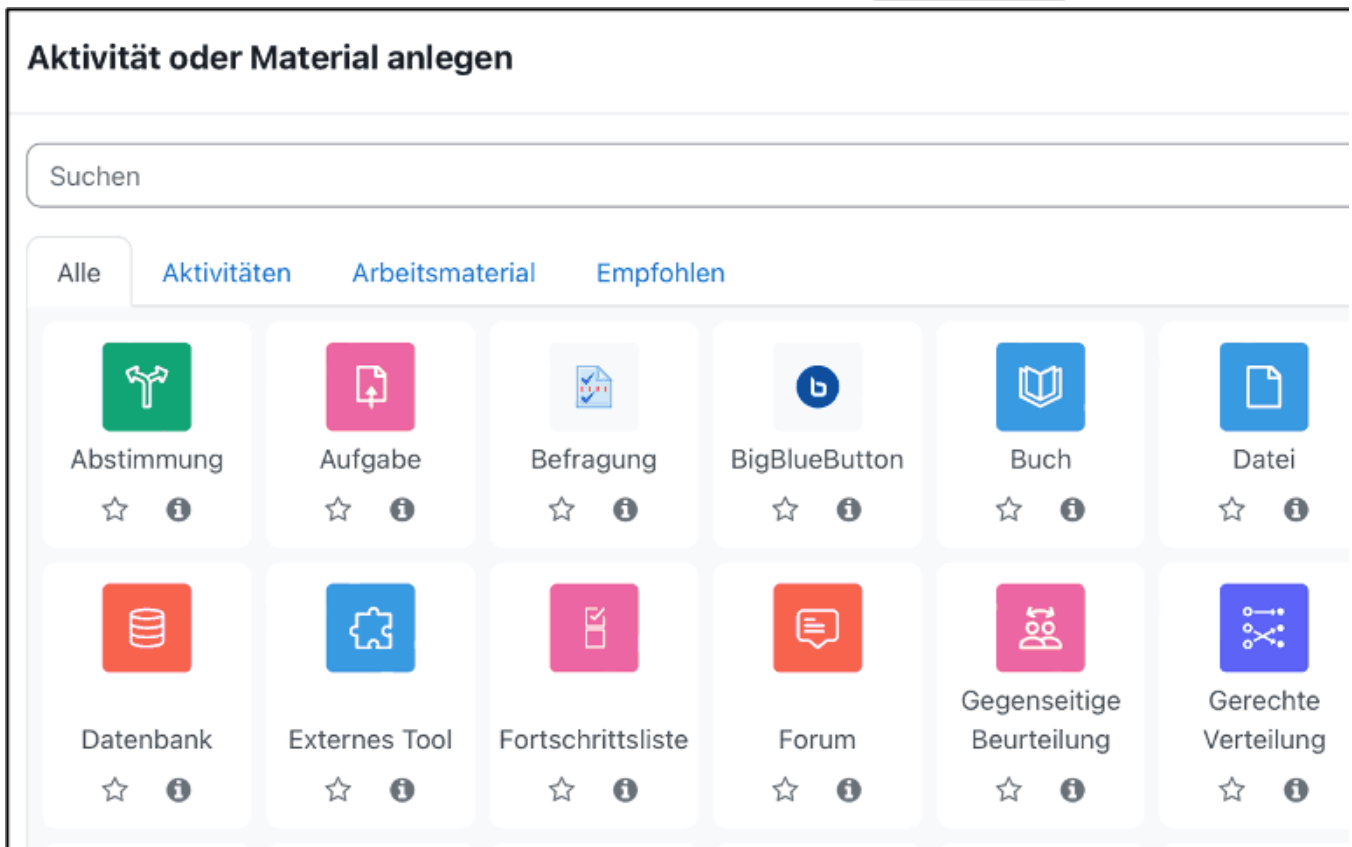 Aktivität oder Material anlegen
Suchen
Alle Aktivitäten Arbeitsmaterial Empfohlen
Abstimmung Aufgabe Befragung BigBlueButton Buch Datei
Datenbank Externes Tool Fortschrittsliste Forum Gegenseitige Beurteilung Gerechte Verteilung